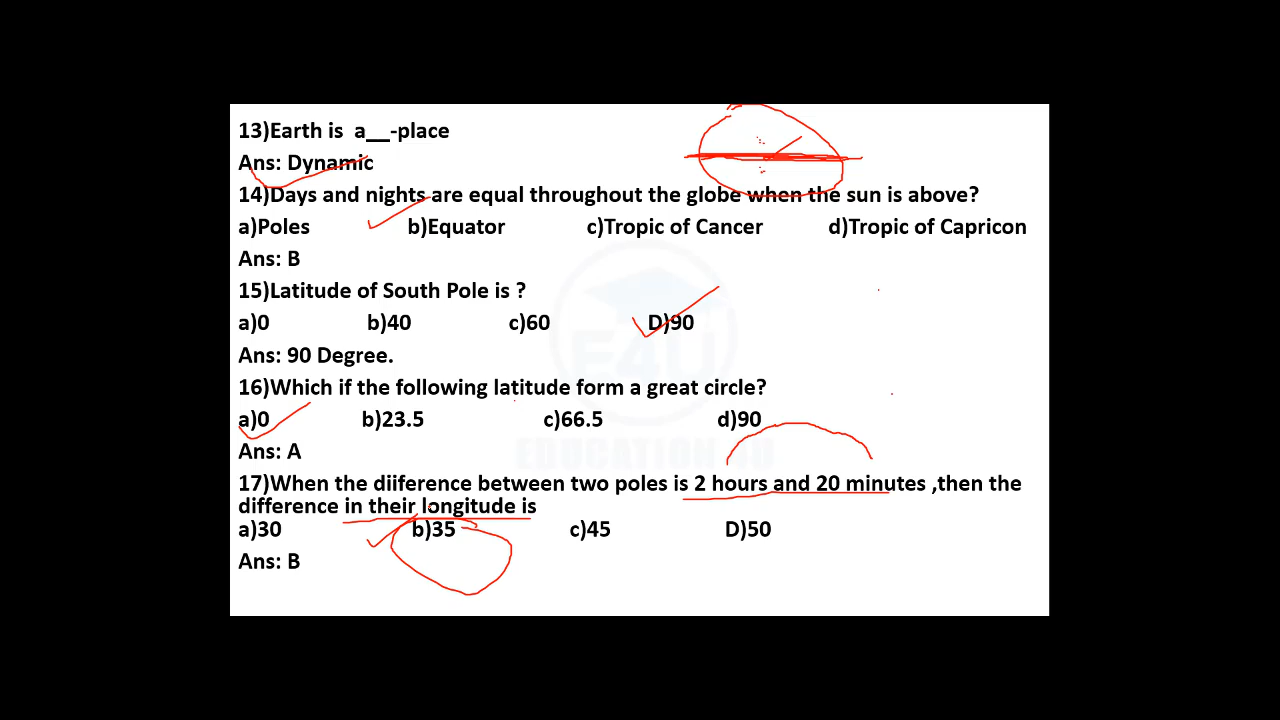 13)Earth is a__-place
Ans: Dynamic
14)Days and nights are equal throughout the globe when the sun is above?
a)Poles b)Equator c)Tropic of Cancer d)Tropic of Capricon
Ans: B
15)Latitude of South Pole is ?
a)0 b)40 c)60 D)90
Ans: 90 Degree.
16)Which if the following latitude form a great circle?
a)0 b)23.5 c)66.5 d)90
Ans: A
17)When the diiference between two poles is 2 hours and 20 minutes ,then the
difference in their longitude is
a)30 b)35 c)45 D)50
Ans: B
E4U
EDUCATION 4U